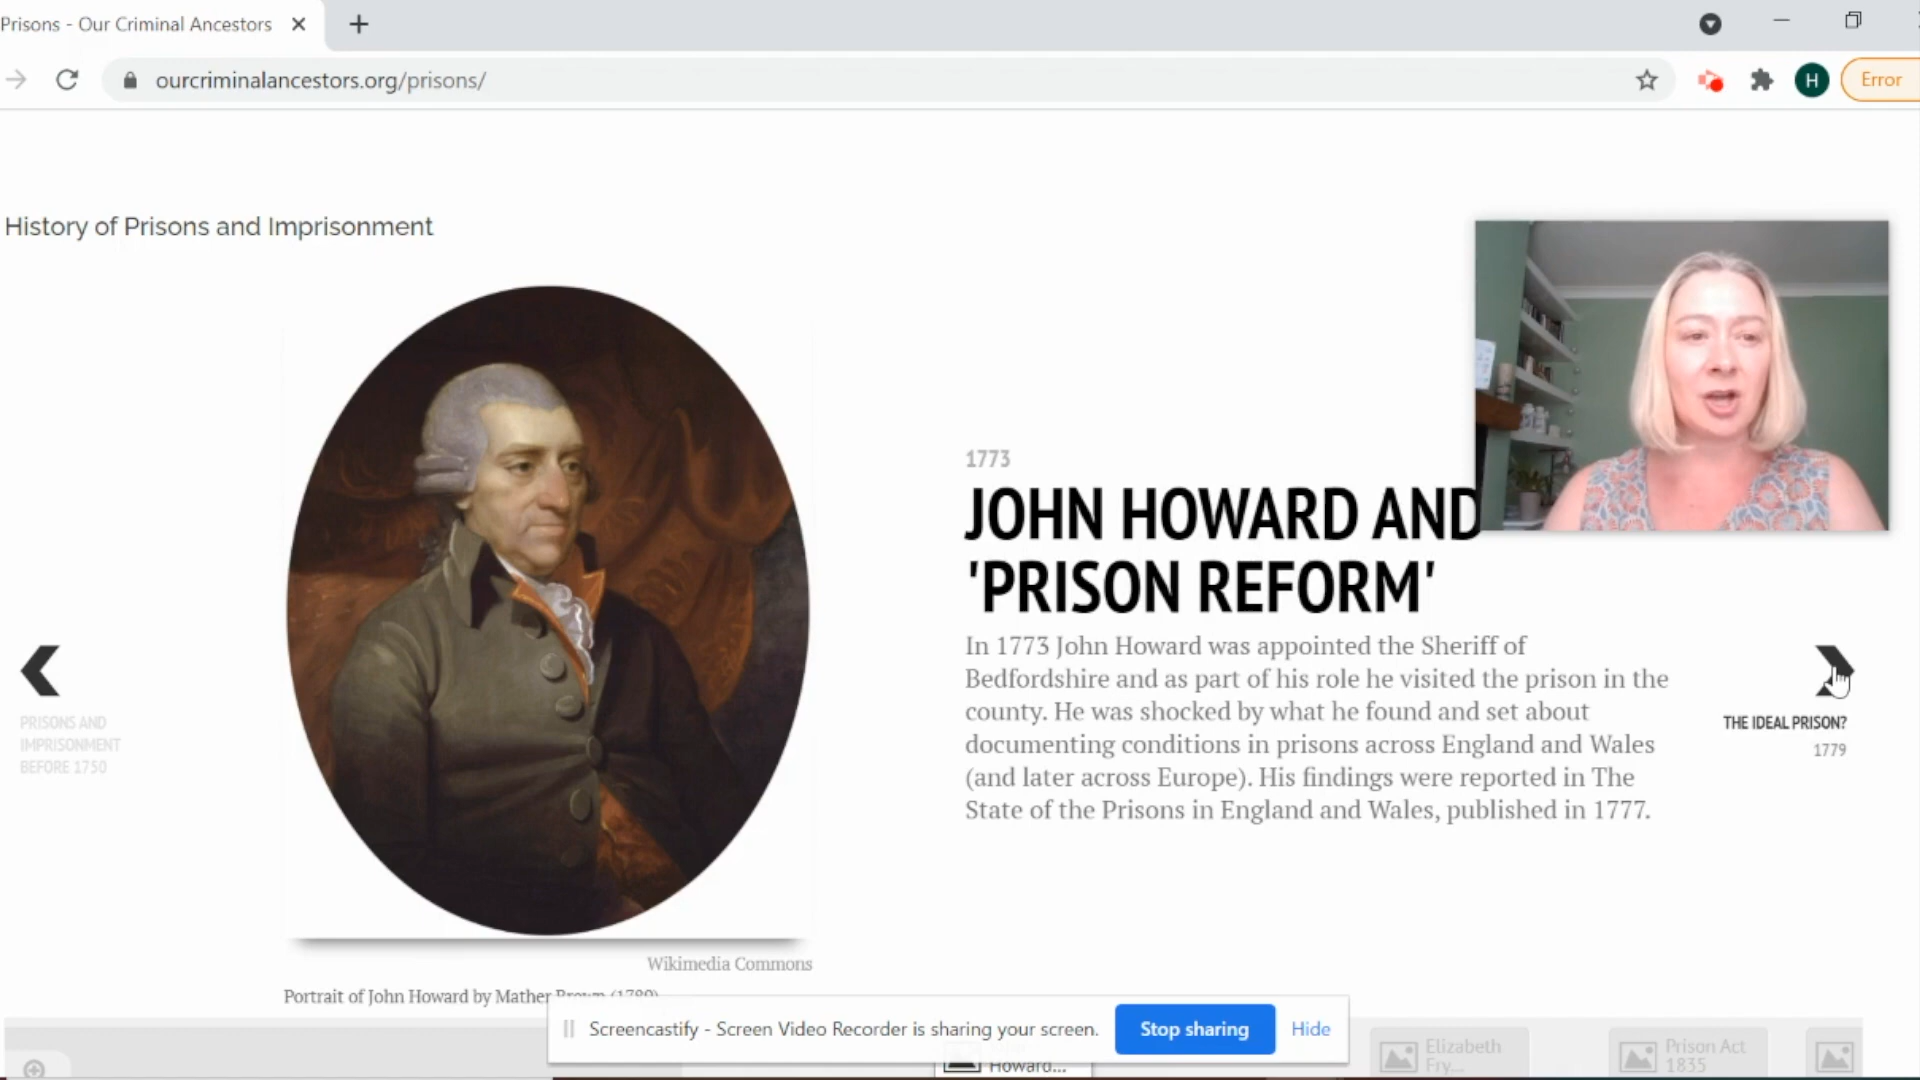 Prisons - Our Criminal Ancestors
ourcriminalancestors.org/prisons/
H
Error
History of Prisons and Imprisonment
1773
JOHN HOWARD AND
'PRISON REFORM'
In 1773 John Howard was appointed the Sheriff of
Bedfordshire and as part of his role he visited the prison in the
county. He was shocked by what he found and set about
documenting conditions in prisons across England and Wales
(and later across Europe). His findings were reported in The
State of the Prisons in England and Wales, published in 1777.
PRISONS AND
IMPRISONMENT
BEFORE 1750
THE IDEAL PRISON?
1779
Wikimedia Commons
Portrait of John Howard by Mather Brown (1789)
Screencastify - Screen Video Recorder is sharing your screen.
Stop sharing
Hide
Howard...
Elizabeth
Fry...
Prison Act
1835